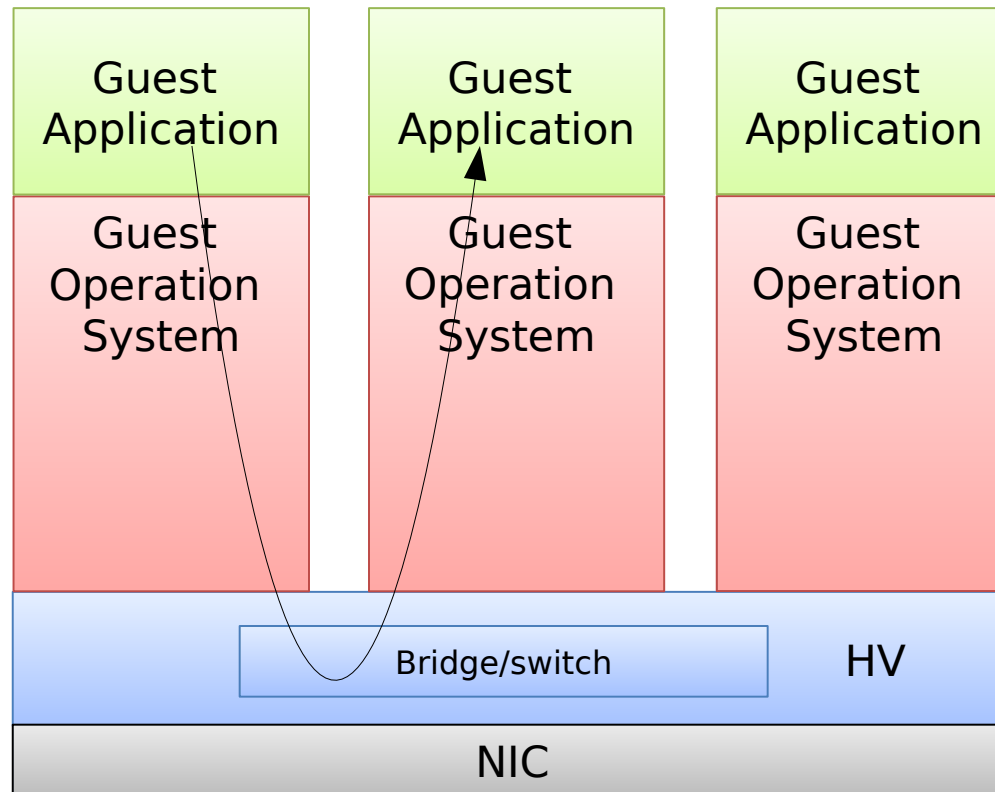 Guest
Application
Guest
Application
Guest
Application
Guest
Operation
System
Guest
Operation
System
Guest
Operation
System
Bridge/switch
HV
NIC